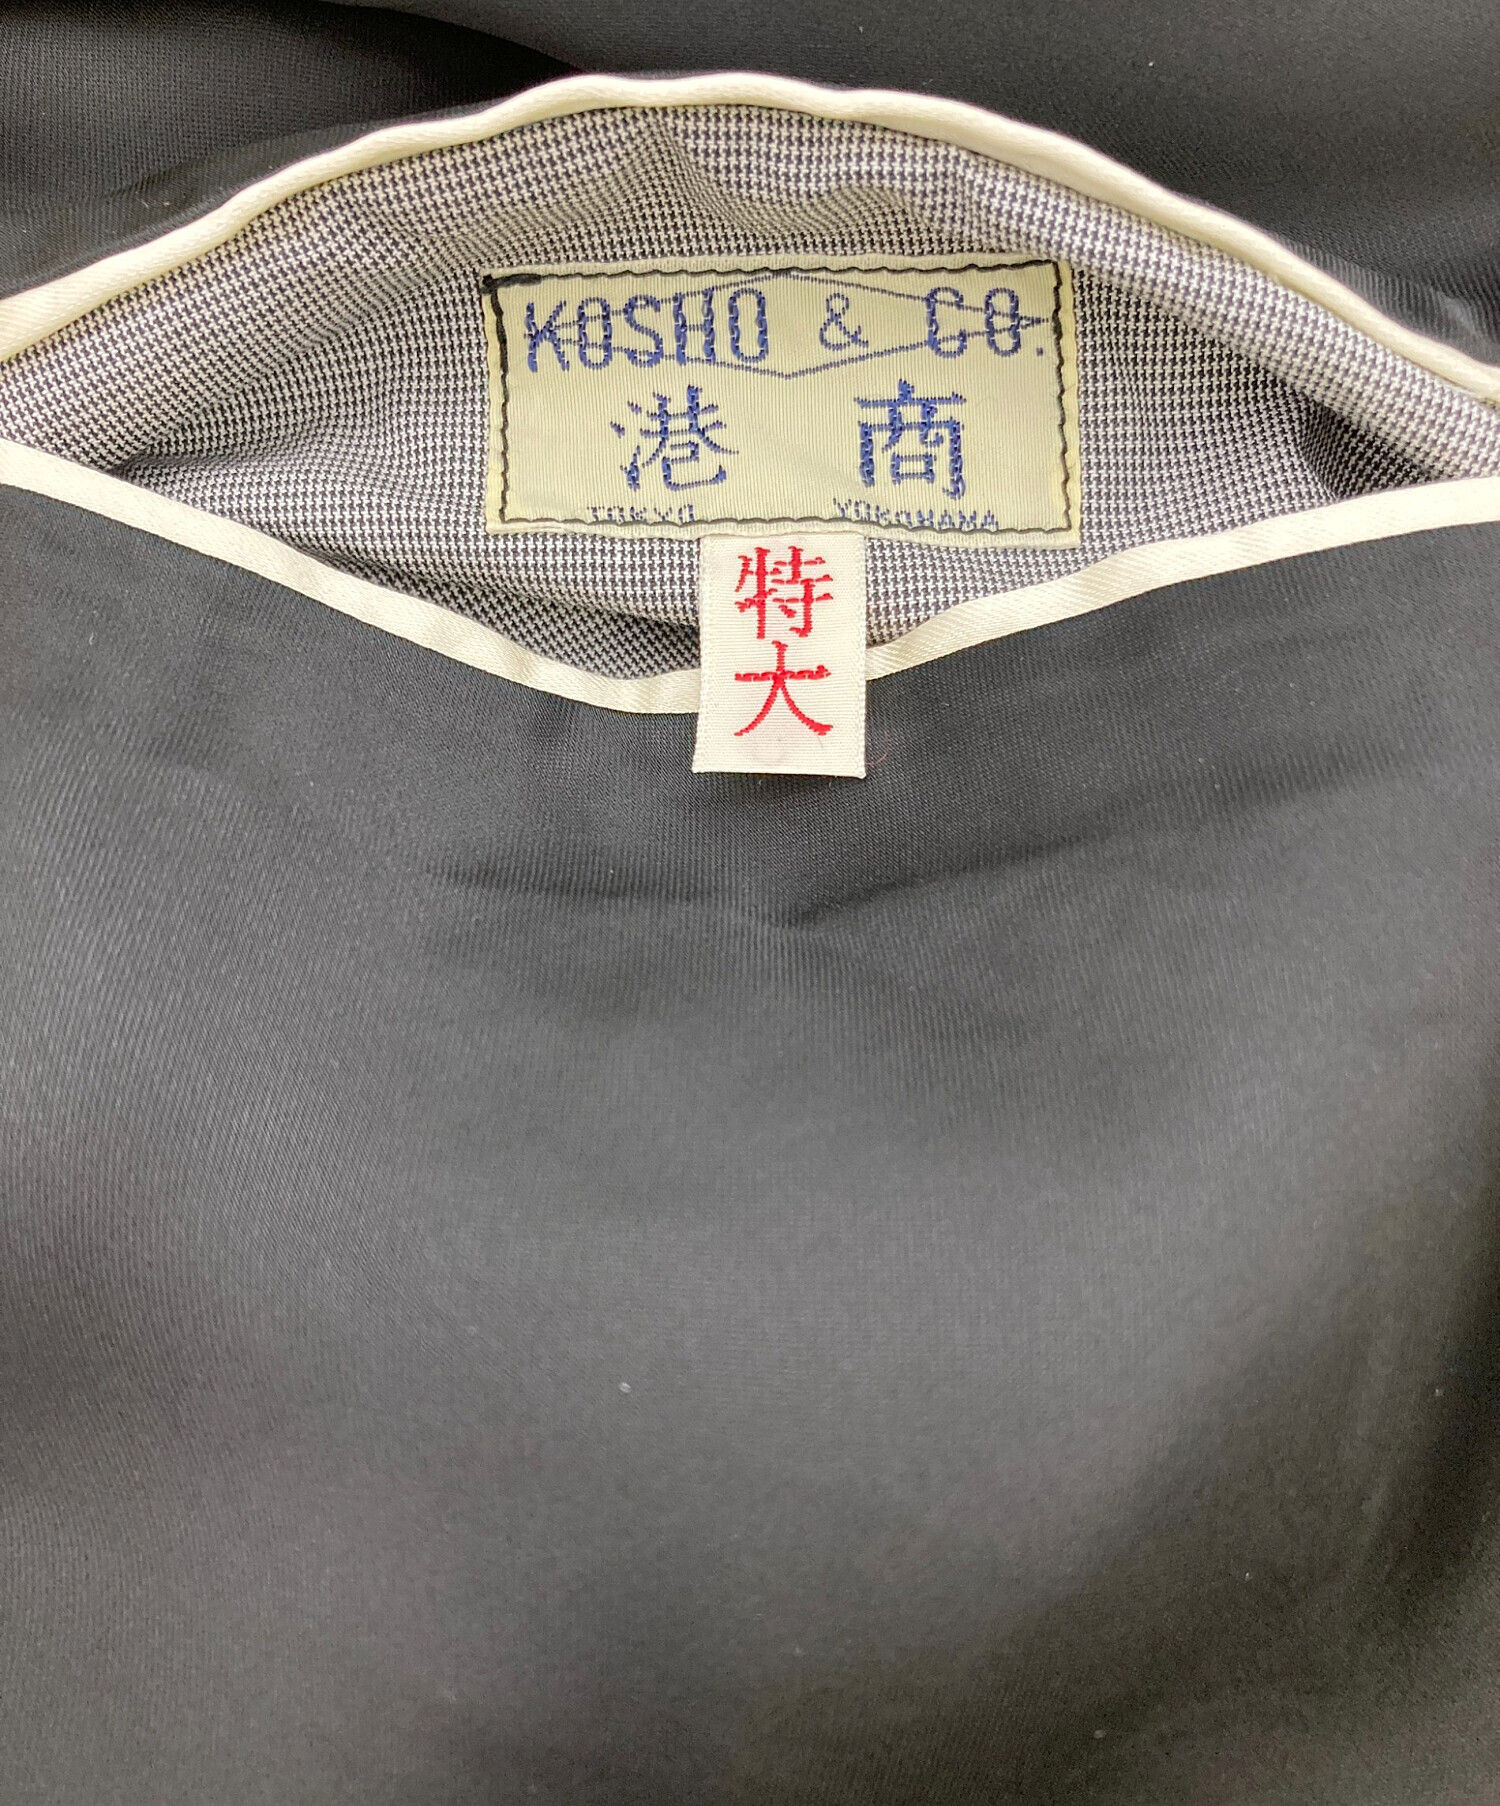 KOSHO & CO.
港 商
TOKYO YOKOHAMA
特大